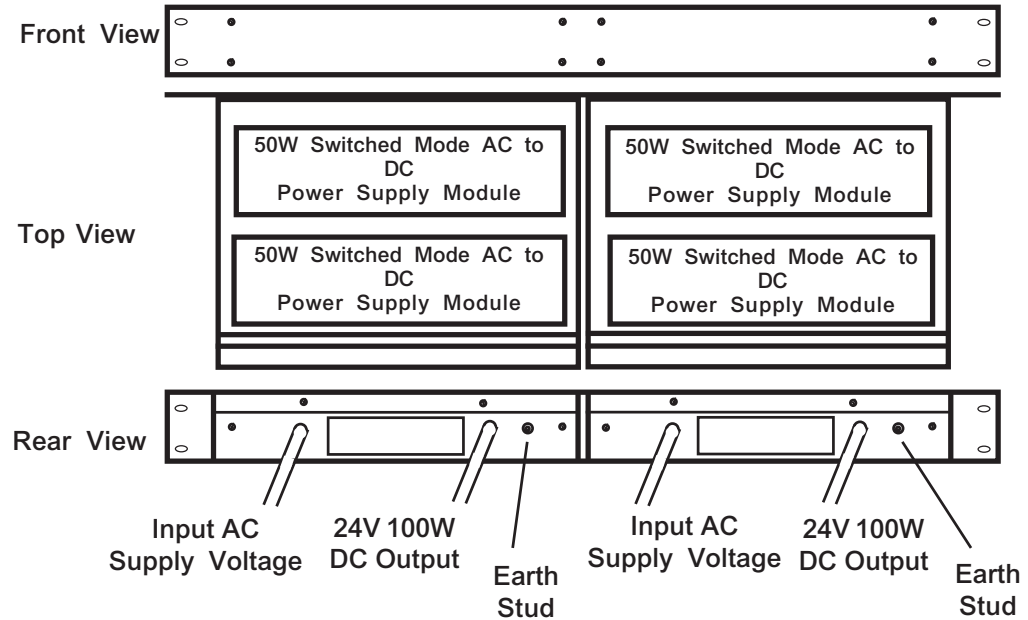 Front View
50W Switched Mode AC to
DC
Power Supply Module
50W Switched Mode AC to
DC
Power Supply Module
Top View
50W Switched Mode AC to
DC
Power Supply Module
50W Switched Mode AC to
DC
Power Supply Module
Rear View
Input AC
Supply Voltage
24V 100W
DC Output
Earth
Stud
Input AC
Supply Voltage
24V 100W
DC Output
Earth
Stud